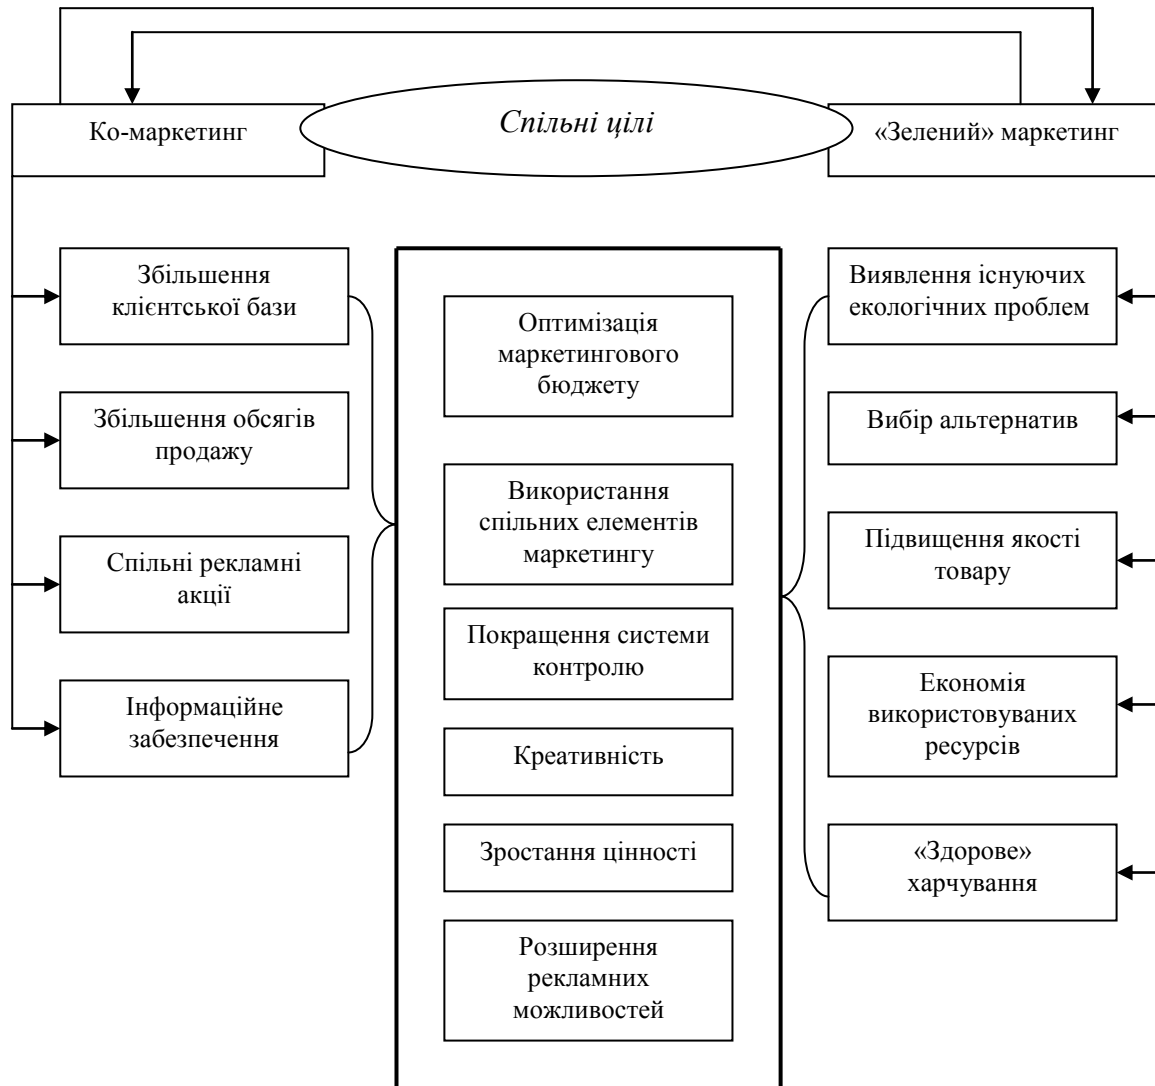 Ко-маркетинг
Спільні цілі
«Зелений» маркетинг
Збільшення
клієнтської бази
Збільшення обсягів
продажу
Спільні рекламні
акції
Інформаційне
забезпечення
Оптимізація
маркетингового
бюджету
Використання
спільних елементів
маркетингу
Покращення системи
контролю
Креативність
Зростання цінності
Розширення
рекламних
можливостей
Виявлення існуючих
екологічних проблем
Вибір альтернатив
Підвищення якості
товару
Економія
використовуваних
ресурсів
«Здорове»
харчування